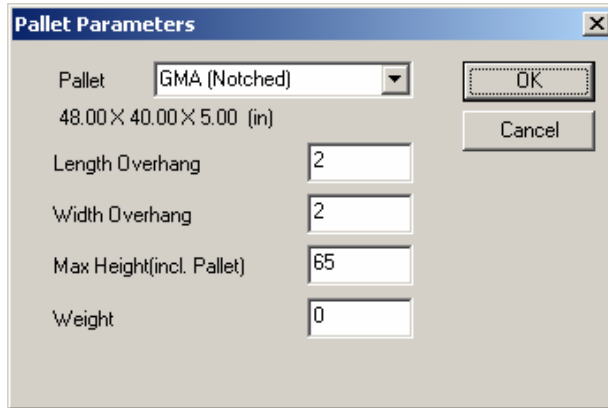 Pallet Parameters
Pallet GMA (Notched)
OK
48.00 X 40.00 X 5.00 (in)
Cancel
Length Overhang 2
Width Overhang 2
Max Height(incl. Pallet) 65
Weight 0